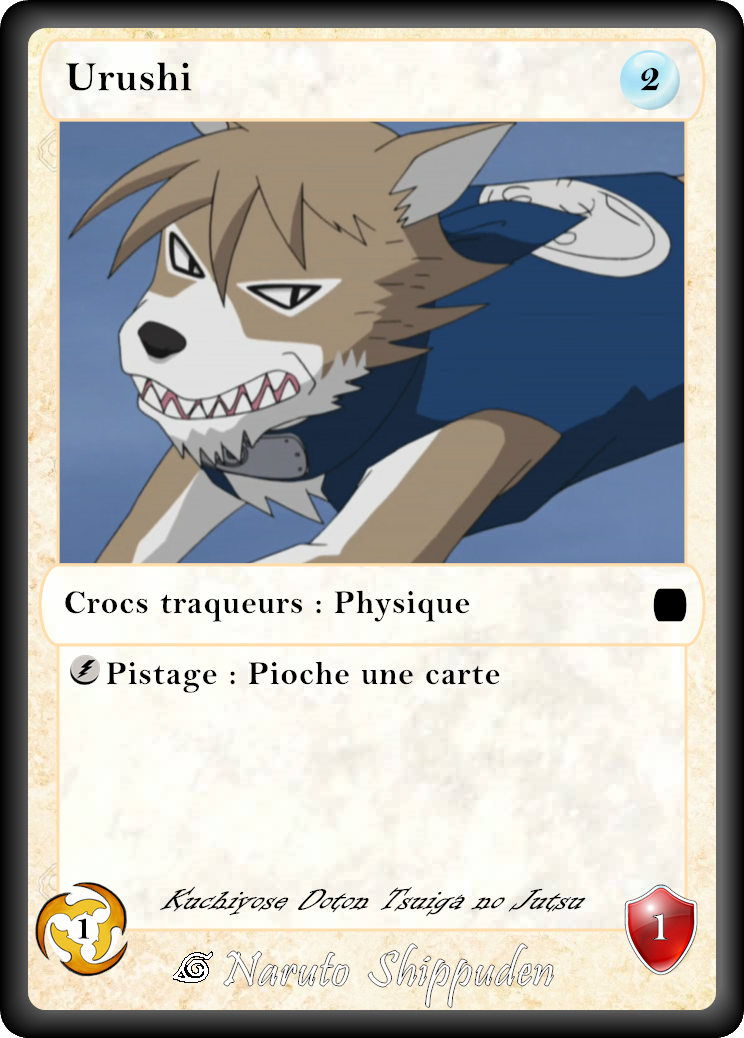 Urushi
2
Crocs traqueurs : Physique
Pistage : Pioche une carte
Kuchiyose Doton Tsuiga no Jutsu
1
1
Naruto Shippuden